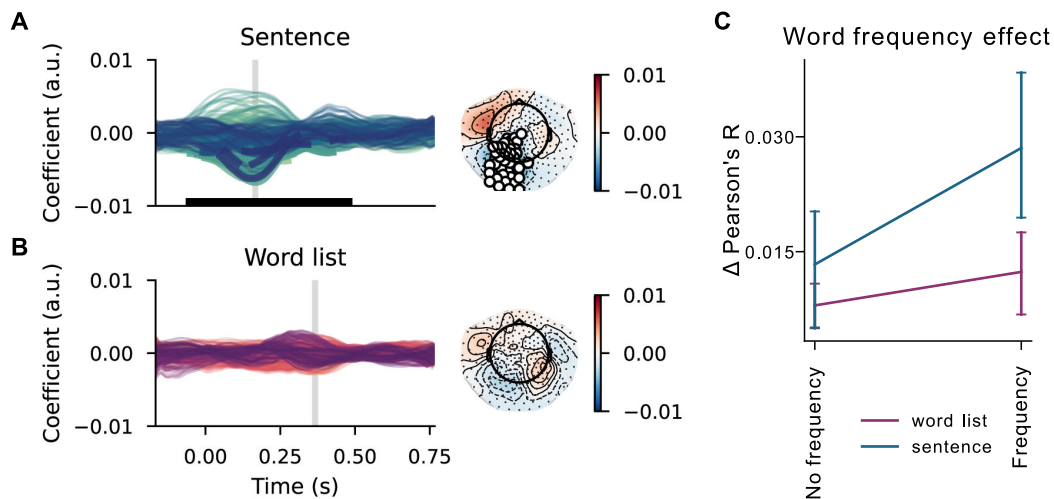 A
Sentence
Coefficient (a.u.)
0.01
0.00
−0.01
0.01
0.00
−0.01
B
Word list
Coefficient (a.u.)
0.01
0.00
−0.01
0.00
0.25
0.50
0.75
Time (s)
0.01
0.00
−0.01
C
Word frequency effect
Δ Pearson's R
0.030
0.015
No frequency
Frequency
word list
sentence